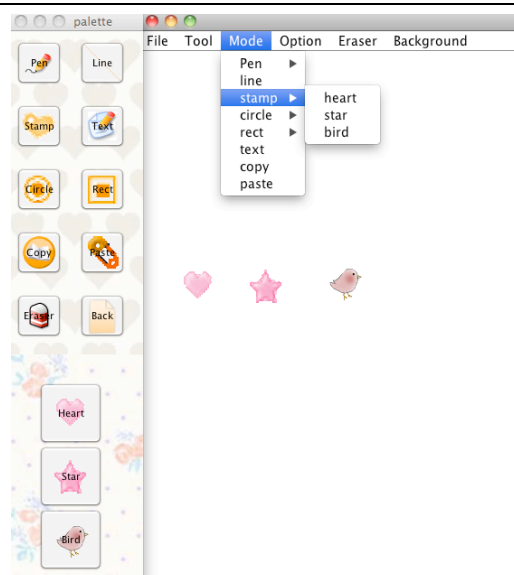 palette
File Tool Mode Option Eraser Background
Pen
line
stamp
circle
rect
text
copy
paste
heart
star
bird
Pen Line
Stamp Text
Circle Rect
Copy Paste
Eraser Back
Heart
Star
Bird